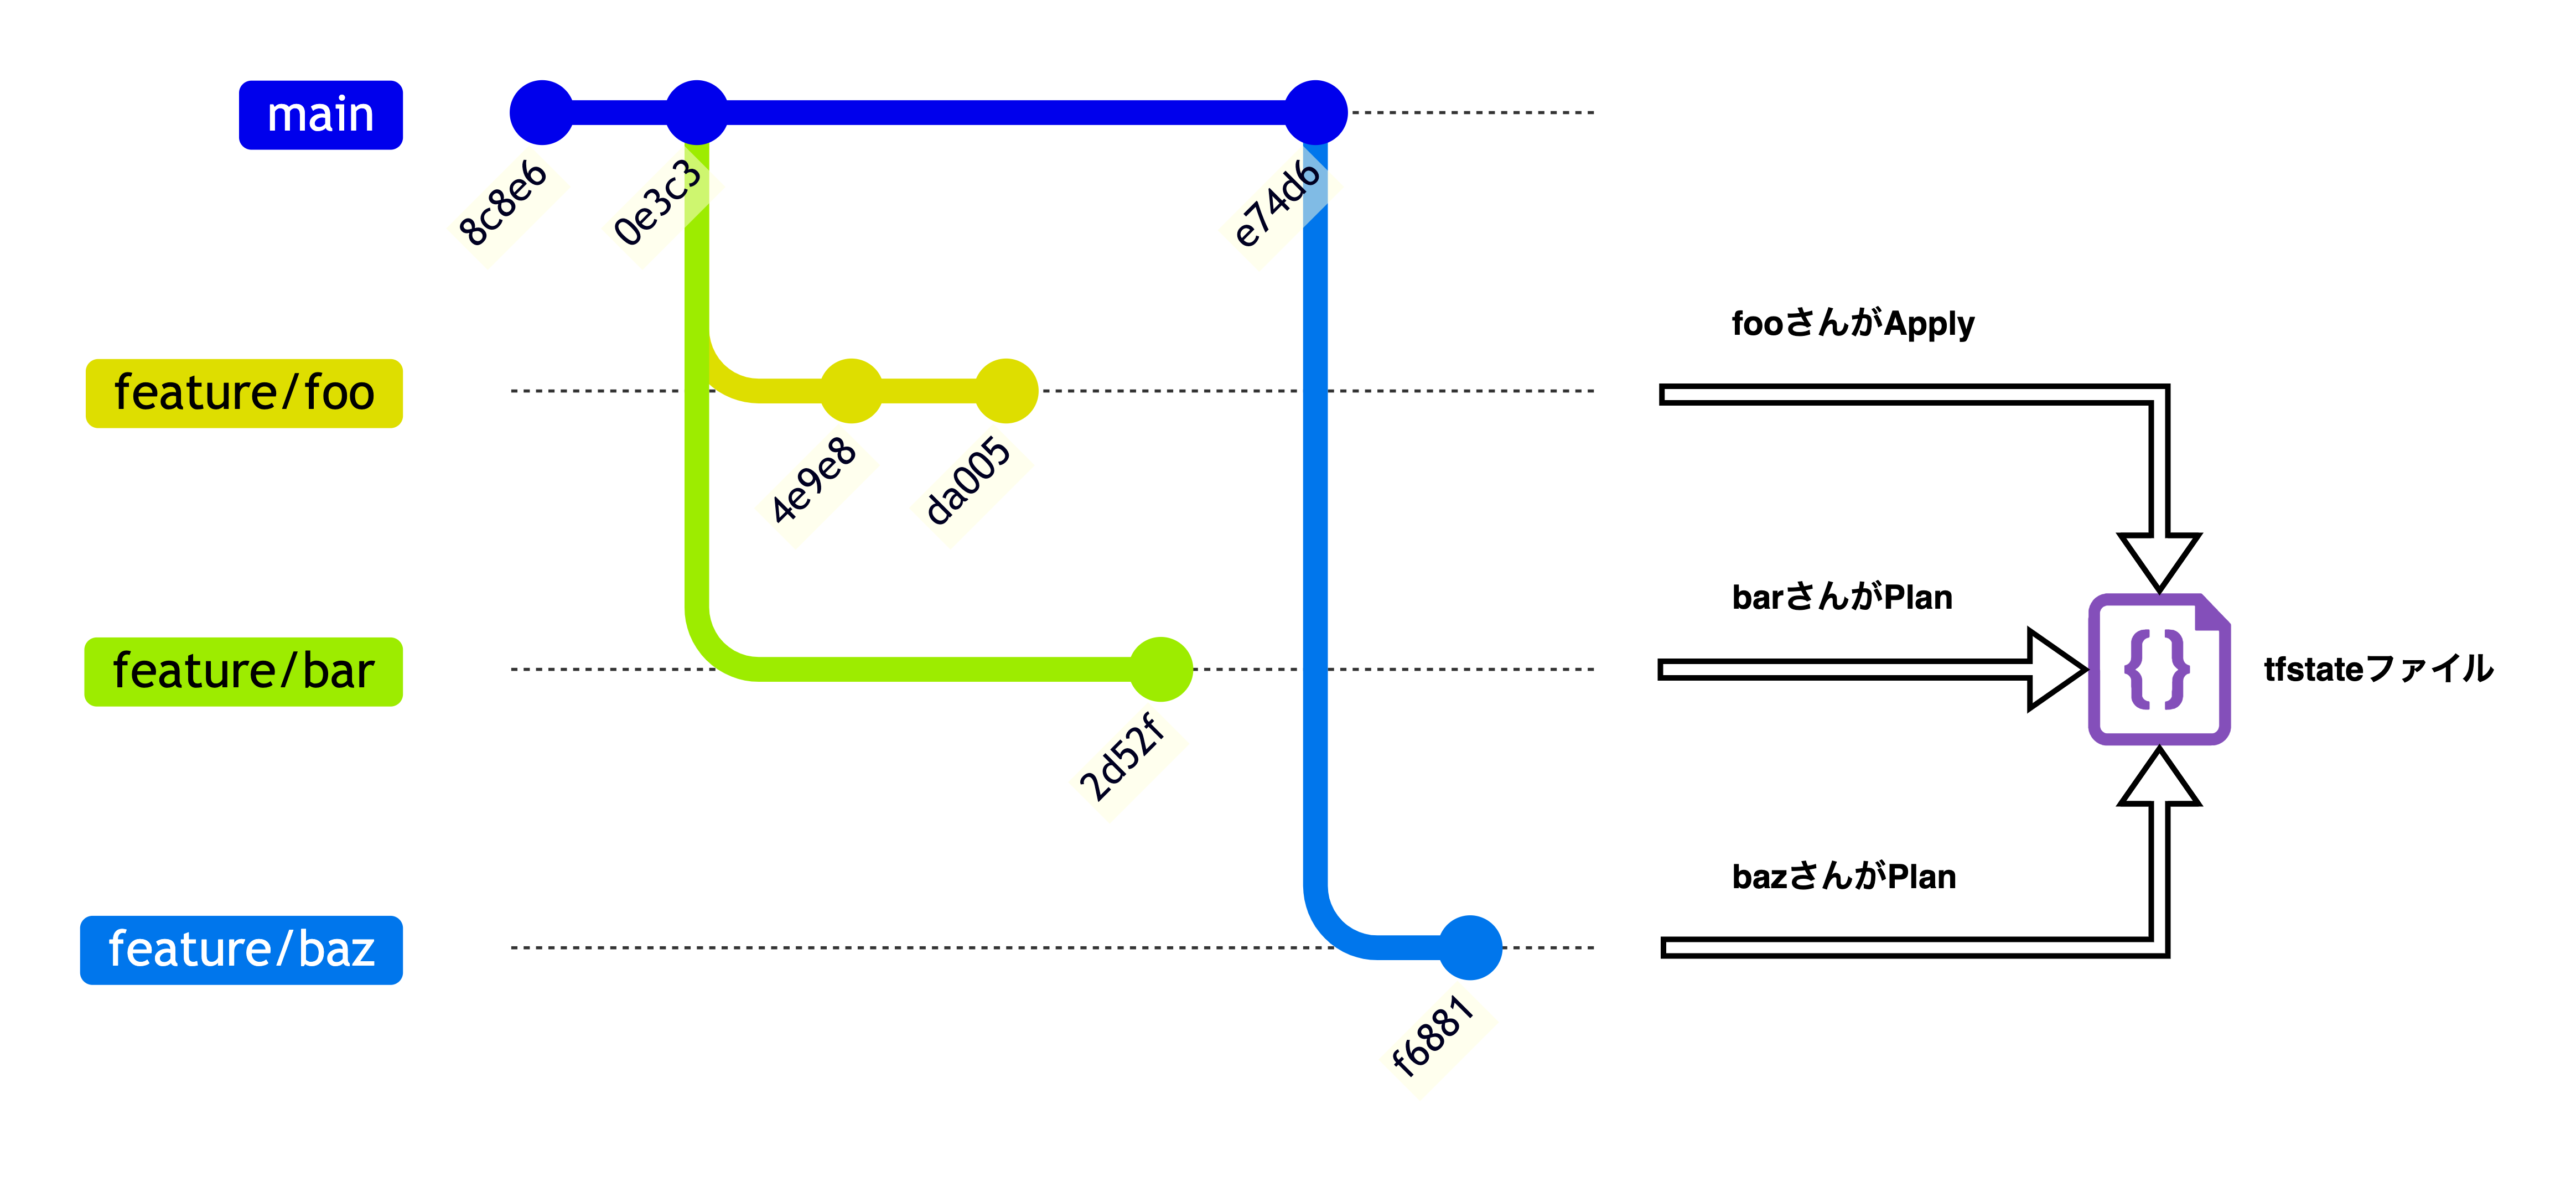 main
8c8e6
0e3c3
e74d6
fooさんがApply
feature/foo
4e9e8
da005
barさんがPlan
feature/bar
{}
tfstateファイル
2d52f
bazさんがPlan
feature/baz
f6881